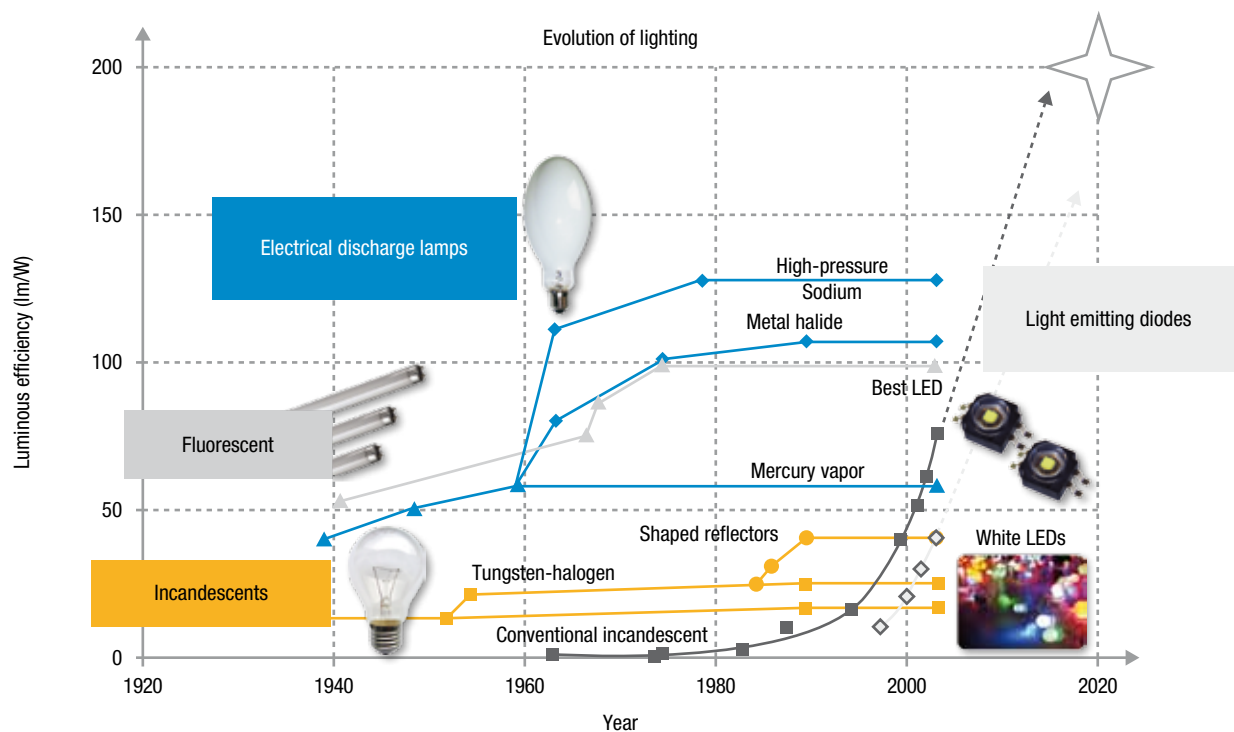 Evolution of lighting
200
150
100
50
0
Luminous efficiency (lm/W)
Electrical discharge lamps
High-pressure
Sodium
Metal halide
Light emitting diodes
Best LED
Fluorescent
Mercury vapor
Shaped reflectors
White LEDs
Tungsten-halogen
Incandescents
Conventional incandescent
1920
1940
1960
1980
2000
2020
Year